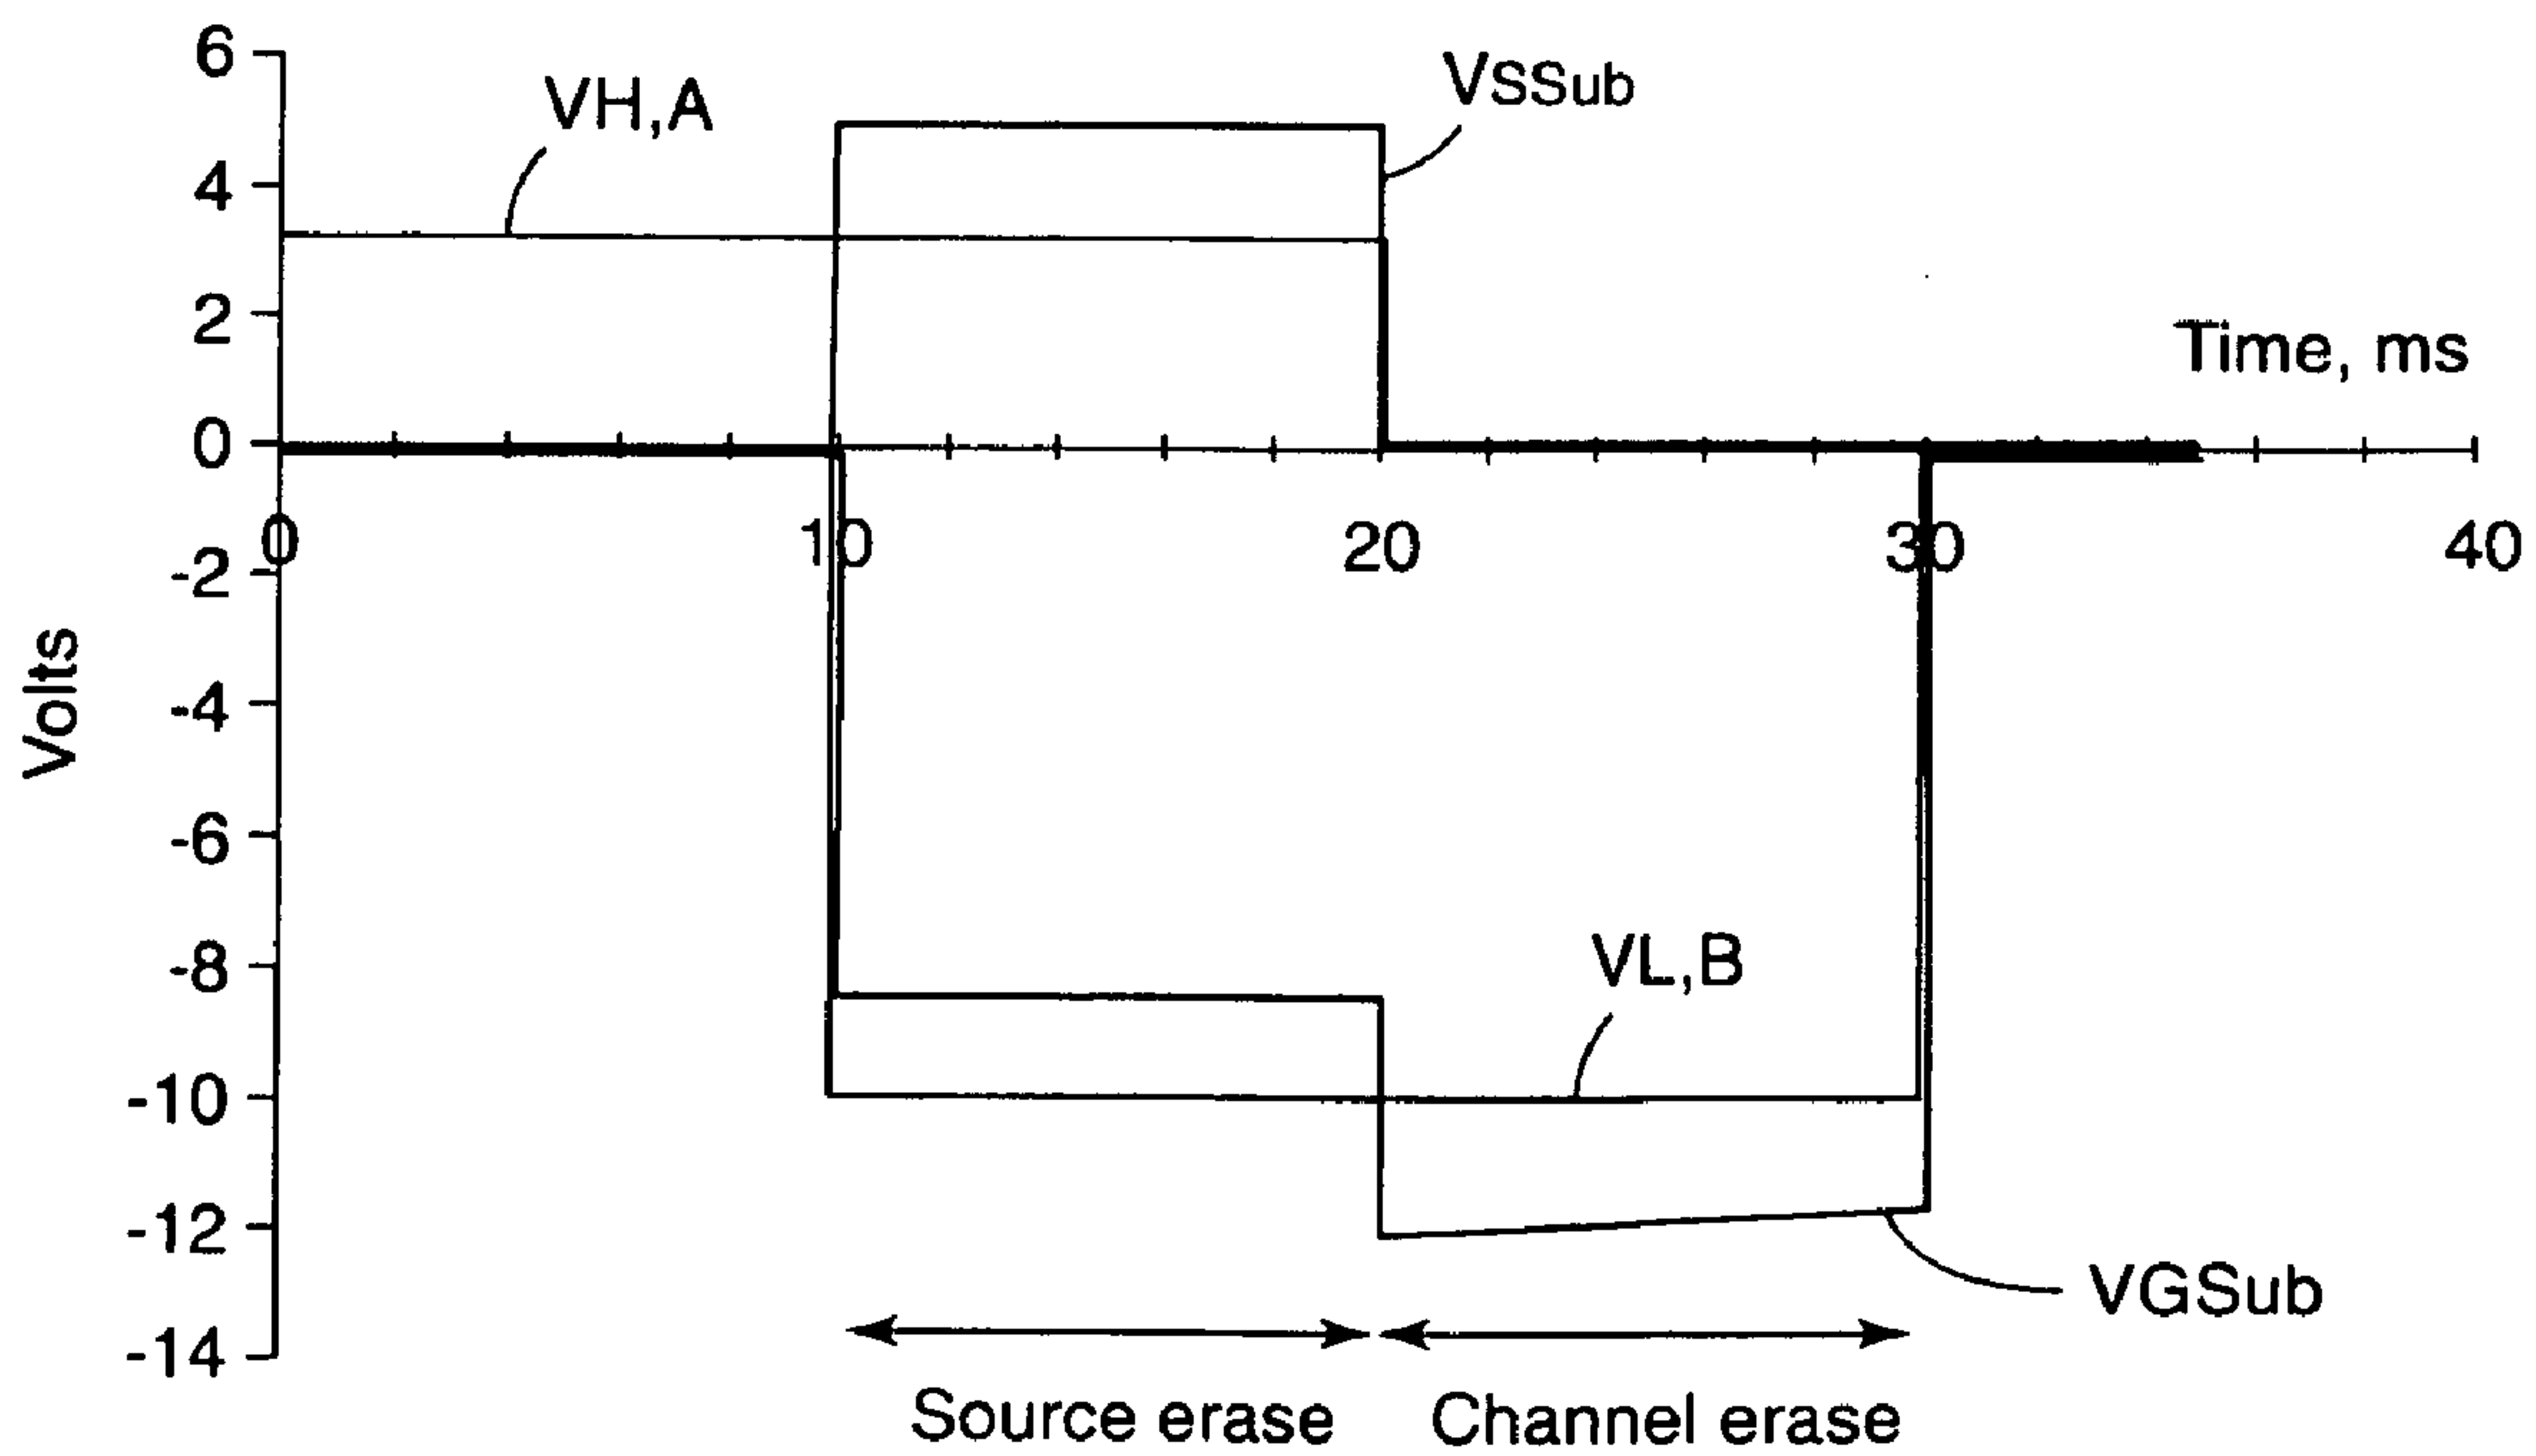 6
VSSub
VH,A
4
2
Time, ms
0
0
10
20
30
40
-2
Volts
-4
-6
-8
VL,B
-10
-12
VGSub
-14
Source erase
Channel erase